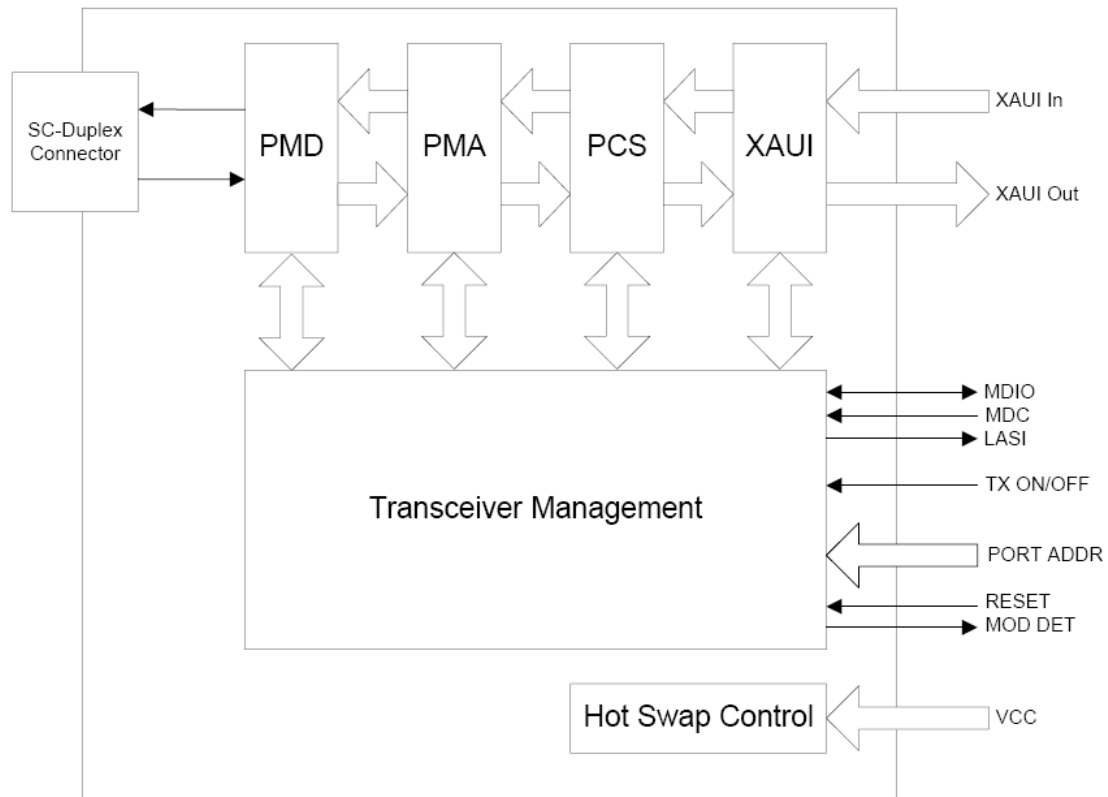 SC-Duplex
Connector
PMD
PMA
PCS
XAUI
XAUI In
XAUI Out
MDIO
MDC
LASI
TX ON/OFF
Transceiver Management
PORT ADDR
RESET
MOD DET
Hot Swap Control
VCC